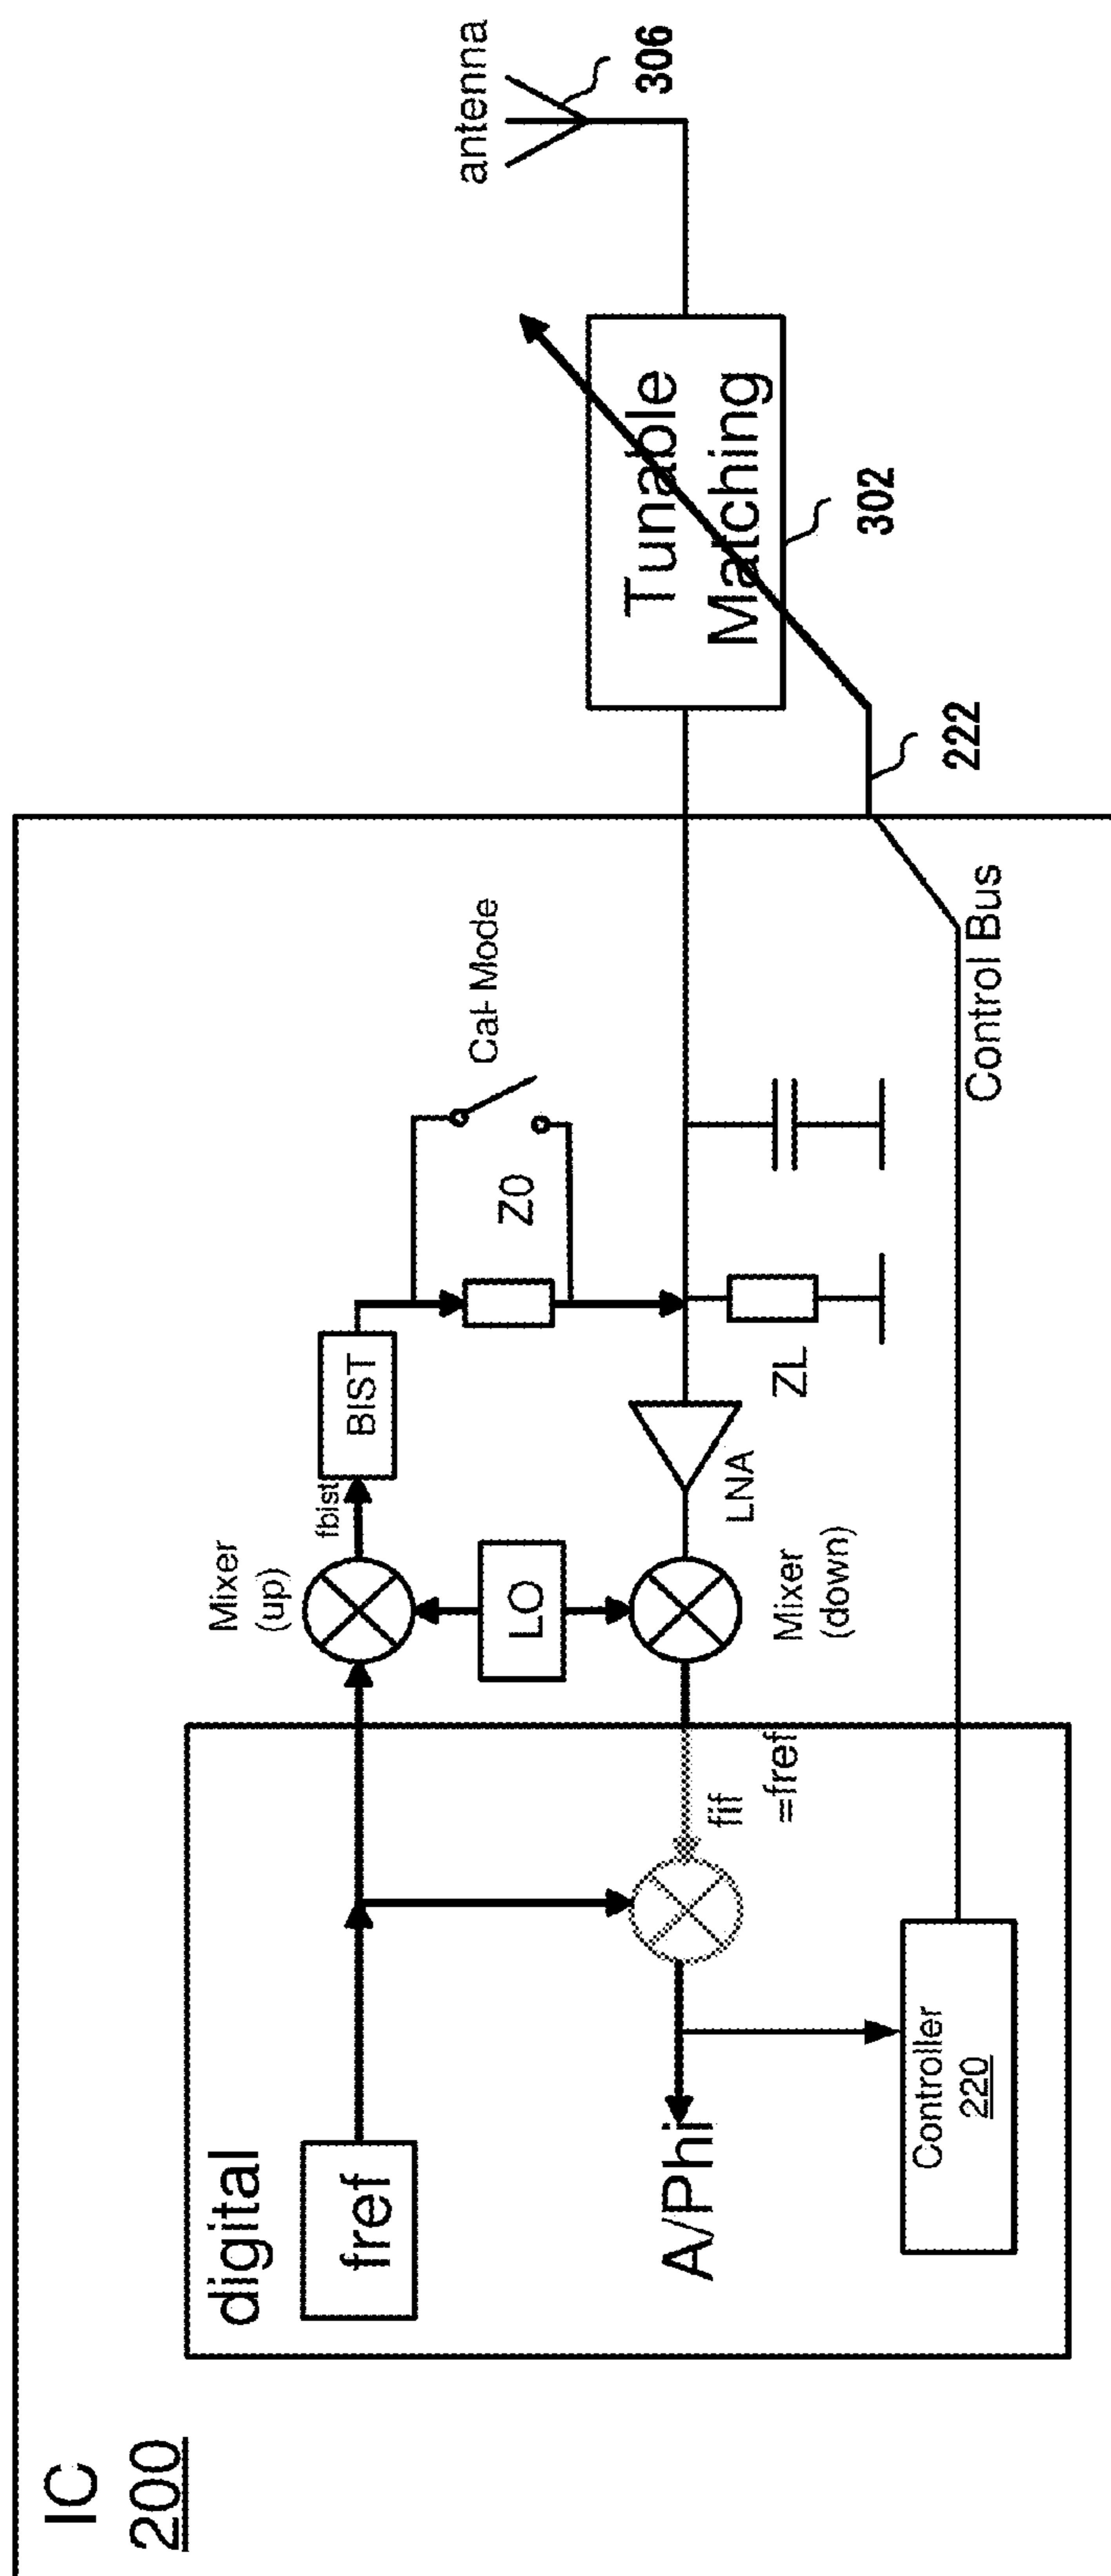 IC
200
digital
fref
A/Phi
Controller
220
fif
=fref
Mixer
(up)
fbist
BIST
LO
Mixer
(down)
LNA
Z0
ZL
Cal-Mode
Control Bus
222
Tunable
Matching
302
antenna
306